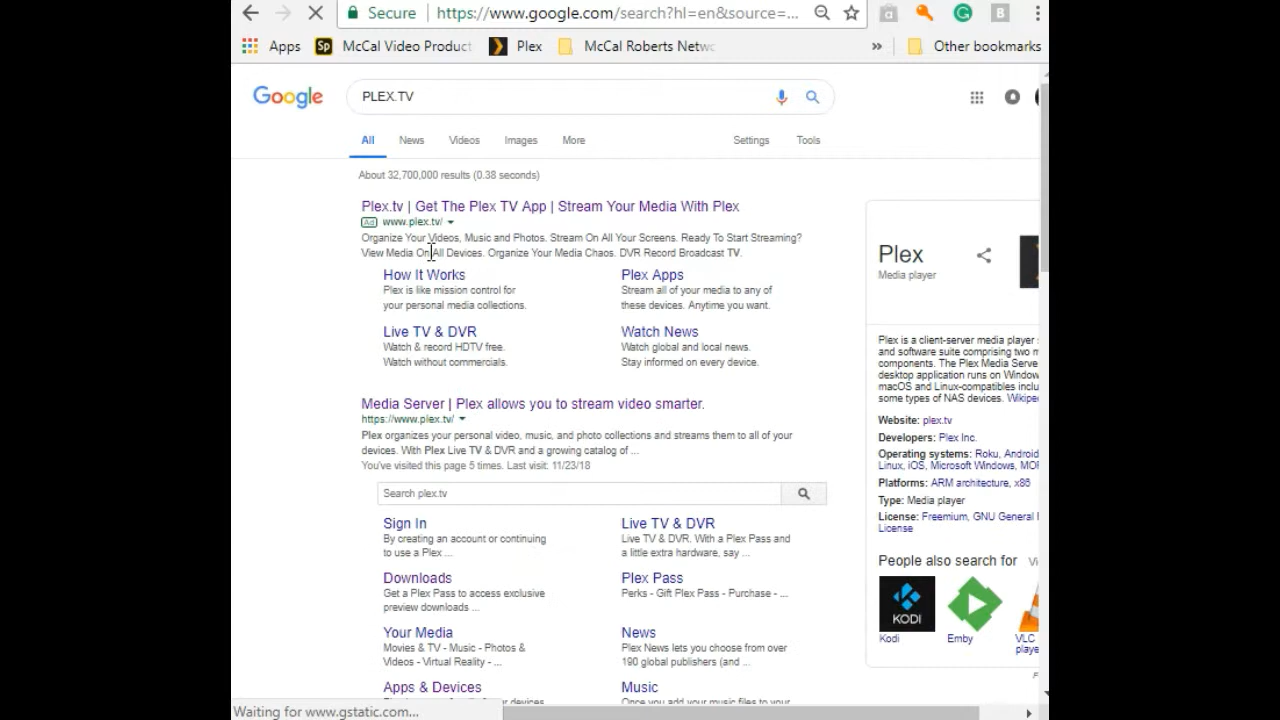 Secure https://www.google.com/search?hl=en&source=...
Apps Sp McCal Video Product Plex McCal Roberts Netwo » Other bookmarks
Google PLEX.TV
All News Videos Images More Settings Tools
About 32,700,000 results (0.38 seconds)
Plex.tv | Get The Plex TV App | Stream Your Media With Plex
Ad www.plex.tv/
Organize Your Videos, Music and Photos. Stream On All Your Screens. Ready To Start Streaming?
View Media On All Devices. Organize Your Media Chaos. DVR Record Broadcast TV.
How It Works
Plex is like mission control for
your personal media collections.
Plex Apps
Stream all of your media to any of
these devices. Anytime you want.
Live TV & DVR
Watch & record HDTV free.
Watch without commercials.
Watch News
Watch global and local news.
Stay informed on every device.
Media Server | Plex allows you to stream video smarter.
https://www.plex.tv/
Plex organizes your personal video, music, and photo collections and streams them to all of your
devices. With Plex Live TV & DVR and a growing catalog of ...
You've visited this page 5 times. Last visit: 11/23/18
Search plex.tv
Sign In
By creating an account or continuing
to use a Plex ...
Live TV & DVR
Live TV & DVR. With a Plex Pass and
a little extra hardware, say ...
Downloads
Get a Plex Pass to access exclusive
preview downloads ...
Plex Pass
Perks - Gift Plex Pass - Purchase - ...
Your Media
Movies & TV - Music - Photos &
Videos - Virtual Reality - ...
News
Plex News lets you choose from over
190 global publishers (and ...
Apps & Devices
Music
Once you add your music files to your
Plex
Media player
Plex is a client-server media player
and software suite comprising two m
components. The Plex Media Serve
desktop application runs on Window
macOS and Linux-compatibles inclu
some types of NAS devices. Wikipe
Website: plex.tv
Developers: Plex Inc.
Operating systems: Roku, Android
Linux, iOS, Microsoft Windows, MO
Platforms: ARM architecture, x86
Type: Media player
License: Freemium, GNU General
License
People also search for Vi
KODI
Kodi Emby VLC
playe
Waiting for www.gstatic.com...